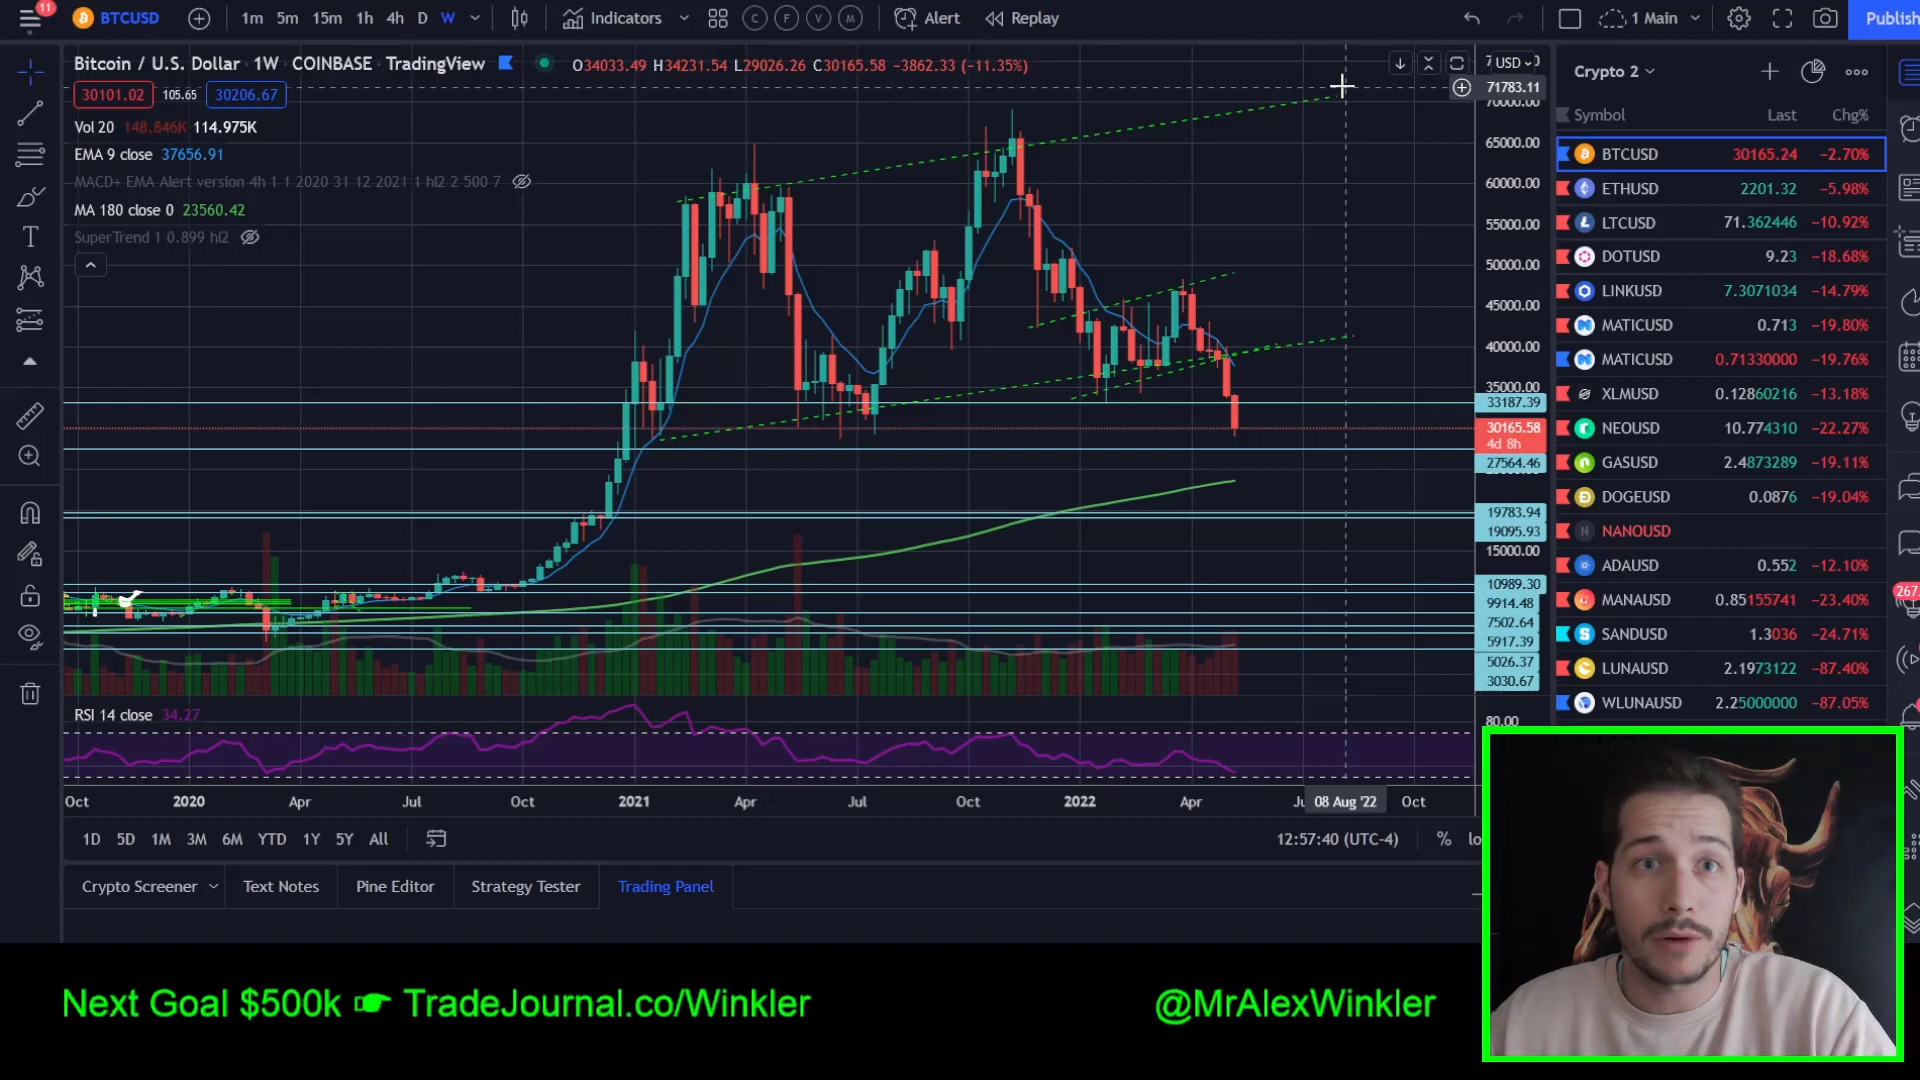 11
BTCUSD
1m 5m 15m 1h 4h D W
Indicators
C F V M
Alert
Replay
1 Main
Publish
Bitcoin / U.S. Dollar · 1W · COINBASE · TradingView
O34033.49 H34231.54 L29026.26 C30165.58 -3862.33 (-11.35%)
30101.02 105.65 30206.67
Vol 20 148.846K 114.975K
EMA 9 close 37656.91
MACD+ EMA Alert version 4h 1 1 2020 31 12 2021 1 hl2 2 500 7
MA 180 close 0 23560.42
SuperTrend 1 0.899 hl2
USD
71783.11
70000.00
65000.00
60000.00
55000.00
50000.00
45000.00
40000.00
35000.00
33187.39
30165.58
4d 8h
27564.46
19783.94
19095.93
15000.00
10989.30
9914.48
7502.64
5917.39
5026.37
3030.67
RSI 14 close 34.27
80.00
Oct 2020 Apr Jul Oct 2021 Apr Jul Oct 2022 Apr 08 Aug '22 Oct
1D 5D 1M 3M 6M YTD 1Y 5Y All
12:57:40 (UTC-4) % lo
Crypto Screener Text Notes Pine Editor Strategy Tester Trading Panel
Crypto 2
Symbol Last Chg%
BTCUSD 30165.24 -2.70%
ETHUSD 2201.32 -5.98%
LTCUSD 71.362446 -10.92%
DOTUSD 9.23 -18.68%
LINKUSD 7.3071034 -14.79%
MATICUSD 0.713 -19.80%
MATICUSD 0.71330000 -19.76%
XLMUSD 0.12860216 -13.18%
NEOUSD 10.774310 -22.27%
GASUSD 2.4873289 -19.11%
DOGEUSD 0.0876 -19.04%
NANOUSD
ADAUSD 0.552 -12.10%
MANAUSD 0.85155741 -23.40%
SANDUSD 1.3036 -24.71%
LUNAUSD 2.1973122 -87.40%
WLUNAUSD 2.25000000 -87.05%
267
Next Goal $500k ☛ TradeJournal.co/Winkler
@MrAlexWinkler